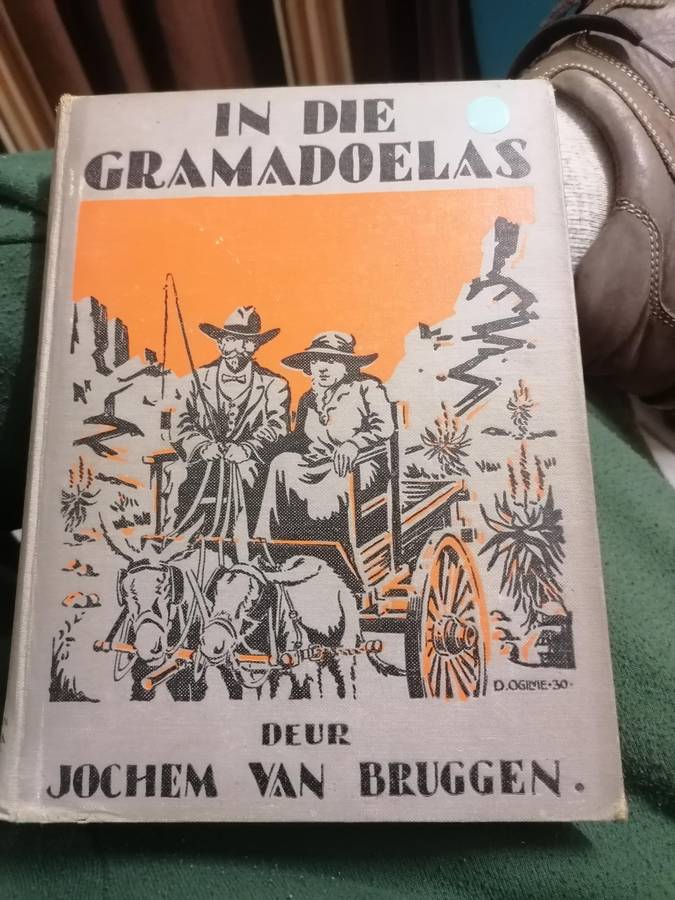 IN DIE
GRAMADOELAS
D. OGILVIE · 30 ·
DEUR
JOCHEM VAN BRUGGEN.